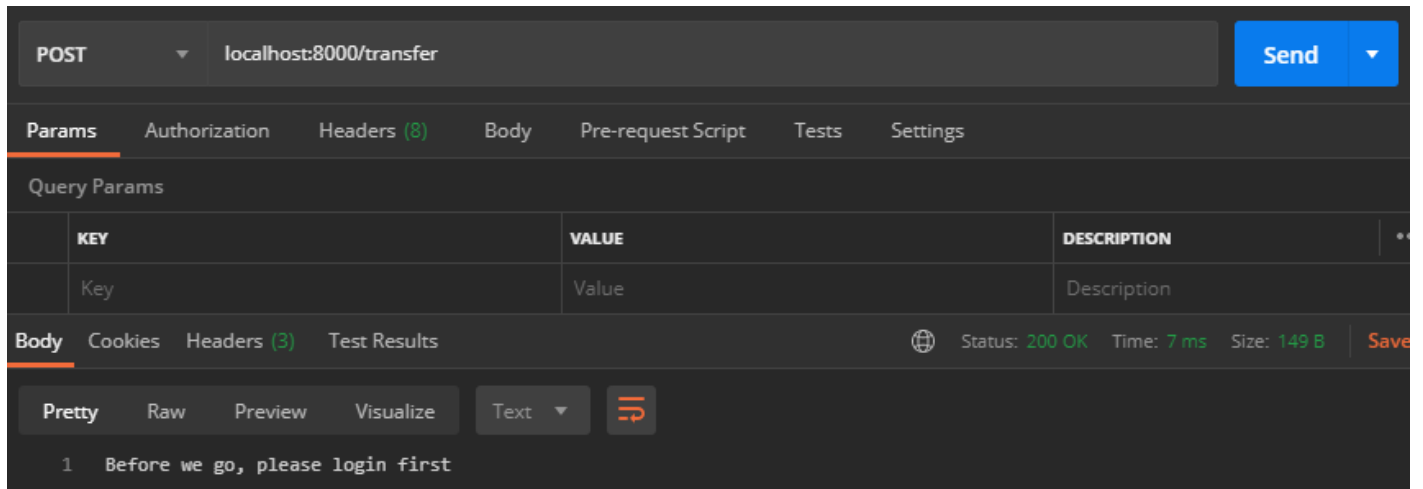 POST localhost:8000/transfer Send
Params Authorization Headers (8) Body Pre-request Script Tests Settings
Query Params
KEY VALUE DESCRIPTION
Key Value Description
Body Cookies Headers (3) Test Results Status: 200 OK Time: 7 ms Size: 149 B Save
Pretty Raw Preview Visualize Text
1 Before we go, please login first